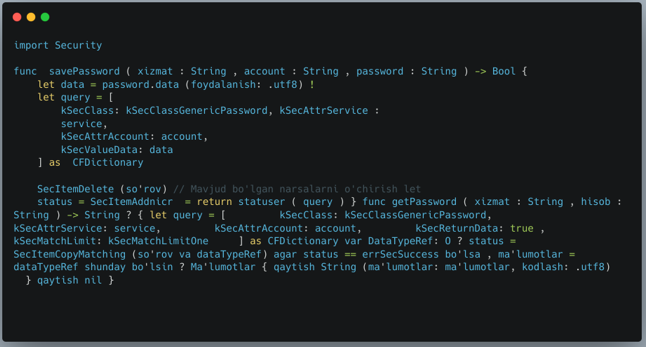 import Security
func savePassword ( xizmat : String , account : String , password : String ) -> Bool {
let data = password.data (foydalanish: .utf8) !
let query = [
kSecClass: kSecClassGenericPassword, kSecAttrService :
service,
kSecAttrAccount: account,
kSecValueData: data
] as CFDictionary
SecItemDelete (so'rov) // Mavjud bo'lgan narsalarni o'chirish let
status = SecItemAddnicr = return statuser ( query ) } func getPassword ( xizmat : String , hisob :
String ) -> String ? { let query = [ kSecClass: kSecClassGenericPassword,
kSecAttrService: service, kSecAttrAccount: account, kSecReturnData: true ,
kSecMatchLimit: kSecMatchLimitOne ] as CFDictionary var DataTypeRef: O ? status =
SecItemCopyMatching (so'rov va dataTypeRef) agar status == errSecSuccess bo'lsa , ma'lumotlar =
dataTypeRef shunday bo'lsin ? Ma'lumotlar { qaytish String (ma'lumotlar: ma'lumotlar, kodlash: .utf8)
} qaytish nil }